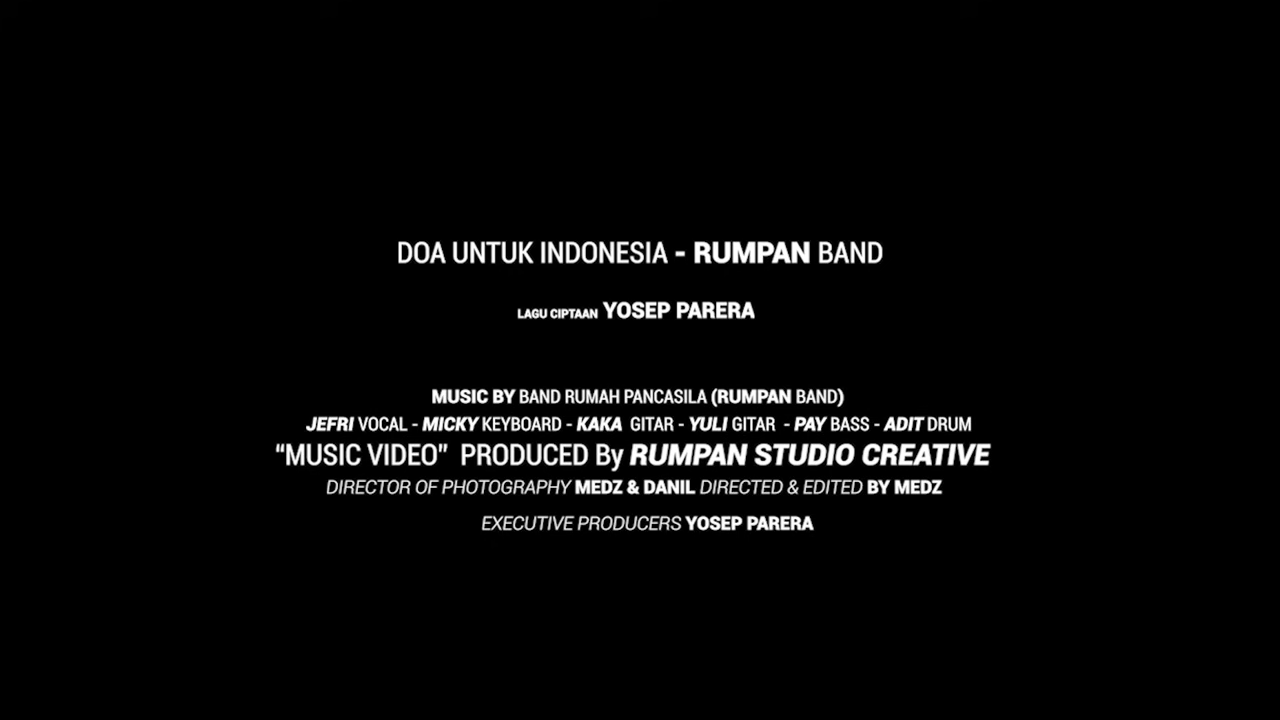 DOA UNTUK INDONESIA - RUMPAN BAND
LAGU CIPTAAN YOSEP PARERA
MUSIC BY BAND RUMAH PANCASILA (RUMPAN BAND)
JEFRI VOCAL - MICKY KEYBOARD - KAKA GITAR - YULI GITAR - PAY BASS - ADIT DRUM
“MUSIC VIDEO” PRODUCED By RUMPAN STUDIO CREATIVE
DIRECTOR OF PHOTOGRAPHY MEDZ & DANIL DIRECTED & EDITED BY MEDZ
EXECUTIVE PRODUCERS YOSEP PARERA